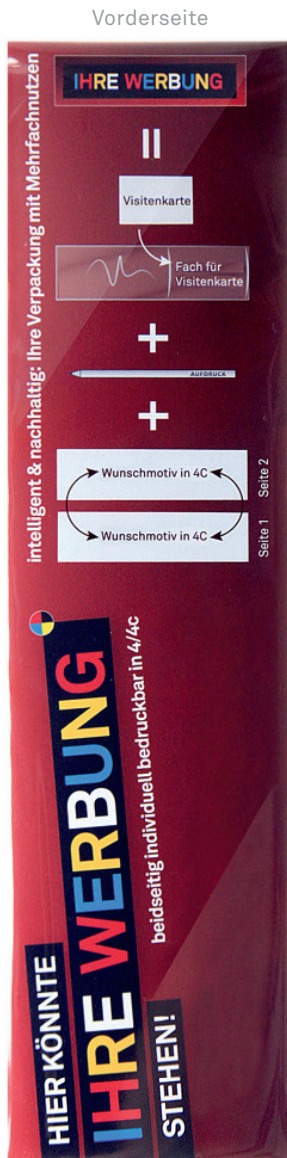 Vorderseite
IHRE WERBUNG
Visitenkarte
Fach für
Visitenkarte
AUFDRUCK
Wunschmotiv in 4C
Wunschmotiv in 4C
Seite 1
Seite 2
intelligent & nachhaltig: Ihre Verpackung mit Mehrfachnutzen
HIER KÖNNTE
IHRE WERBUNG
STEHEN!
beidseitig individuell bedruckbar in 4/4c